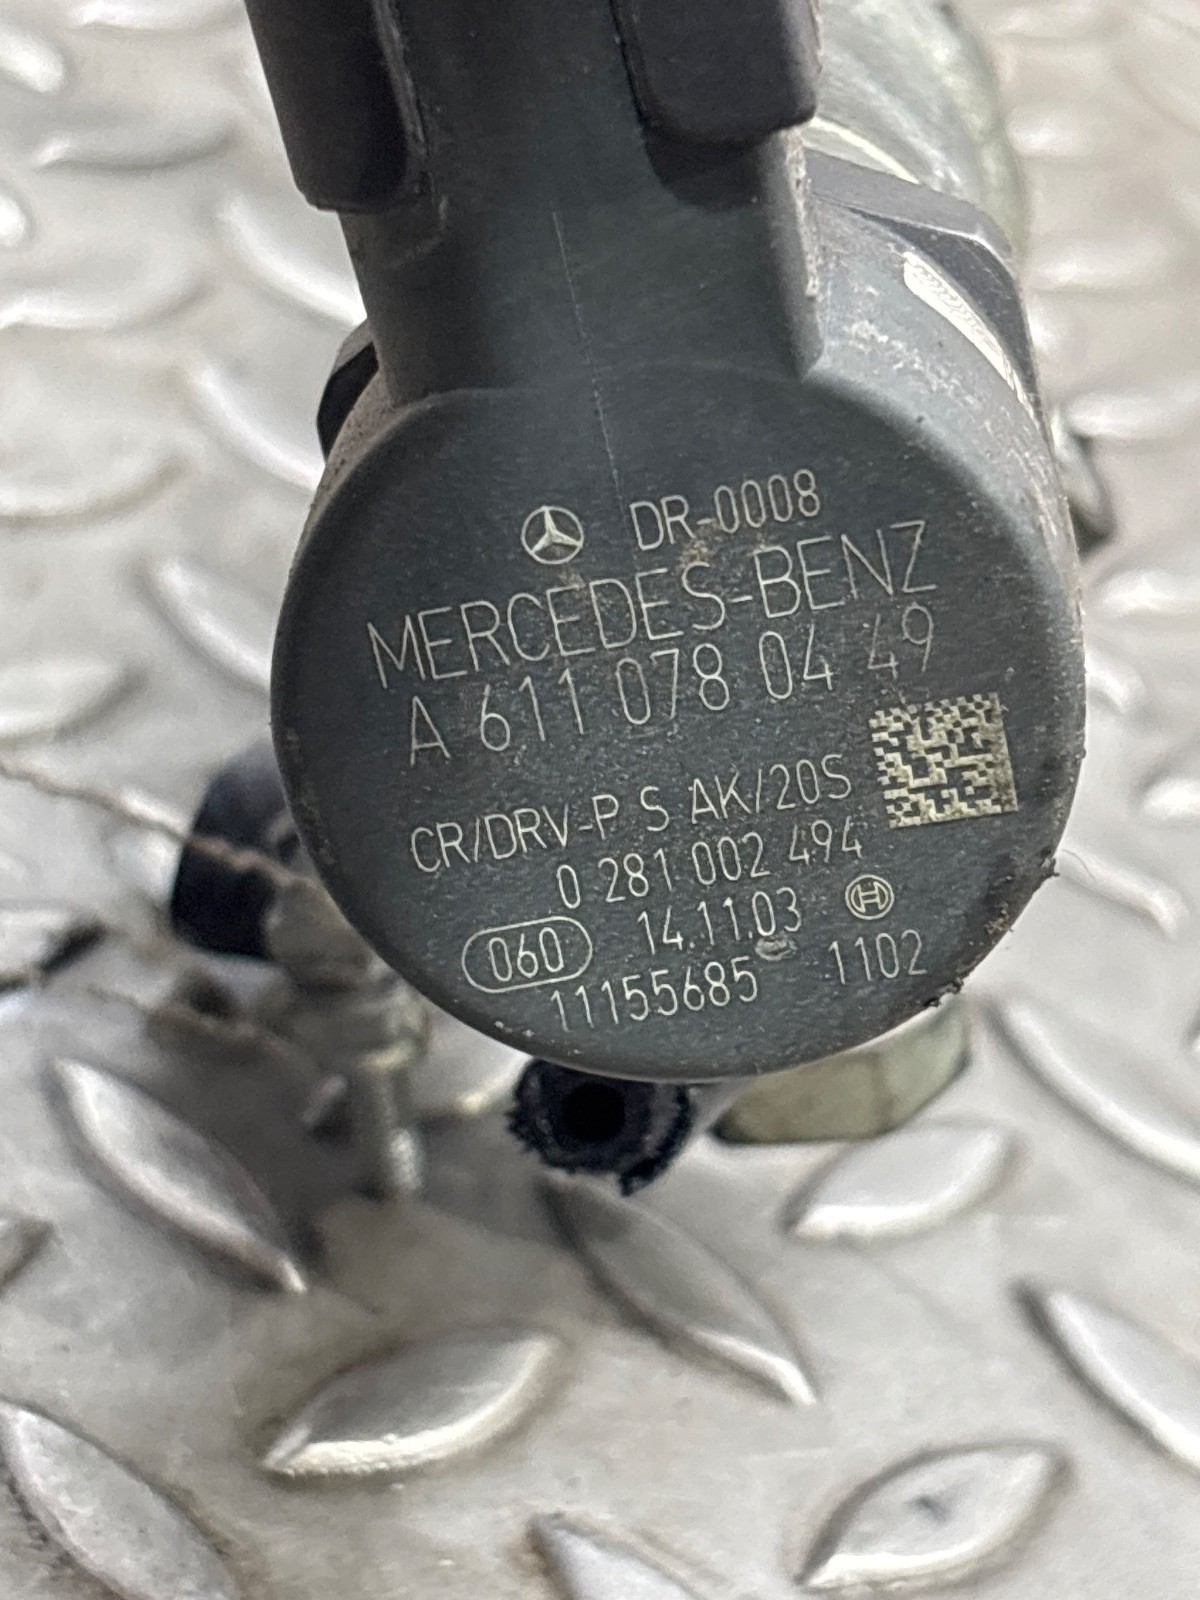 DR-0008
MERCEDES-BENZ
A 611 078 04 49
CR/DRV-P S AK/20S
0 281 002 494
060 14.11.03
11155685 1102